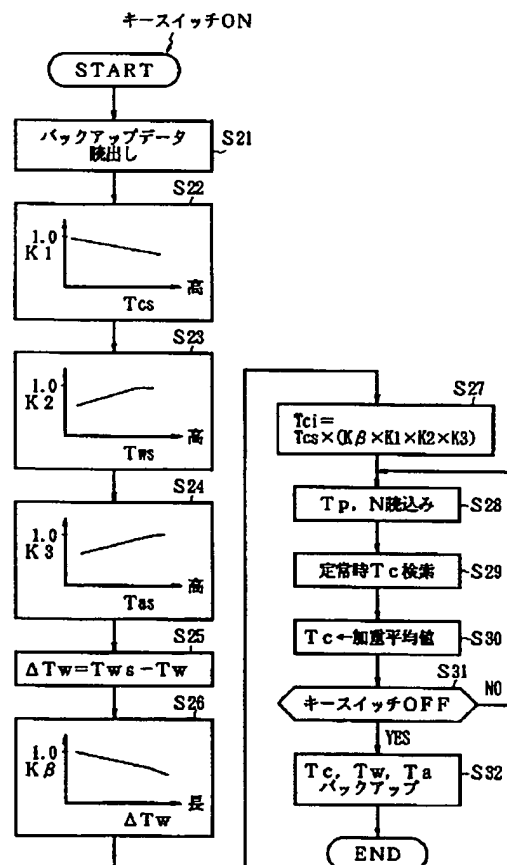 キースイッチON
START
バックアップデータ
読出し
S21
S22
1.0
K1
Tcs
高
S23
1.0
K2
Tws
高
S24
1.0
K3
Tas
高
S25
ΔTw=Tws-Tw
S26
1.0
Kβ
ΔTw
長
S27
Tci=
Tcs×(Kβ×K1×K2×K3)
Tp, N読込み
S28
定常時Tc検索
S29
Tc←加重平均値
S30
S31
キースイッチOFF
NO
YES
Tc, Tw, Ta
バックアップ
S32
END